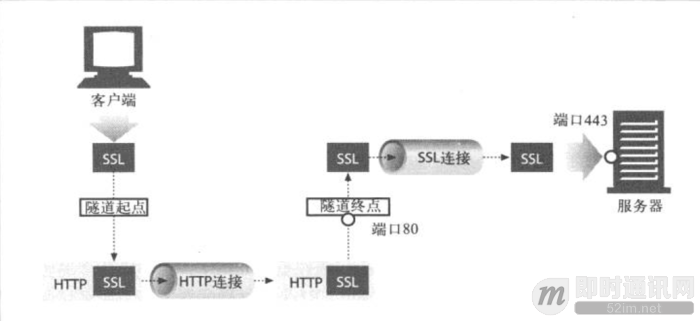 客户端
端口443
SSL
SSL
SSL连接
SSL
服务器
隧道起点
隧道终点
端口80
HTTP
SSL
HTTP连接
HTTP
SSL
m
即时通讯网
52im.net